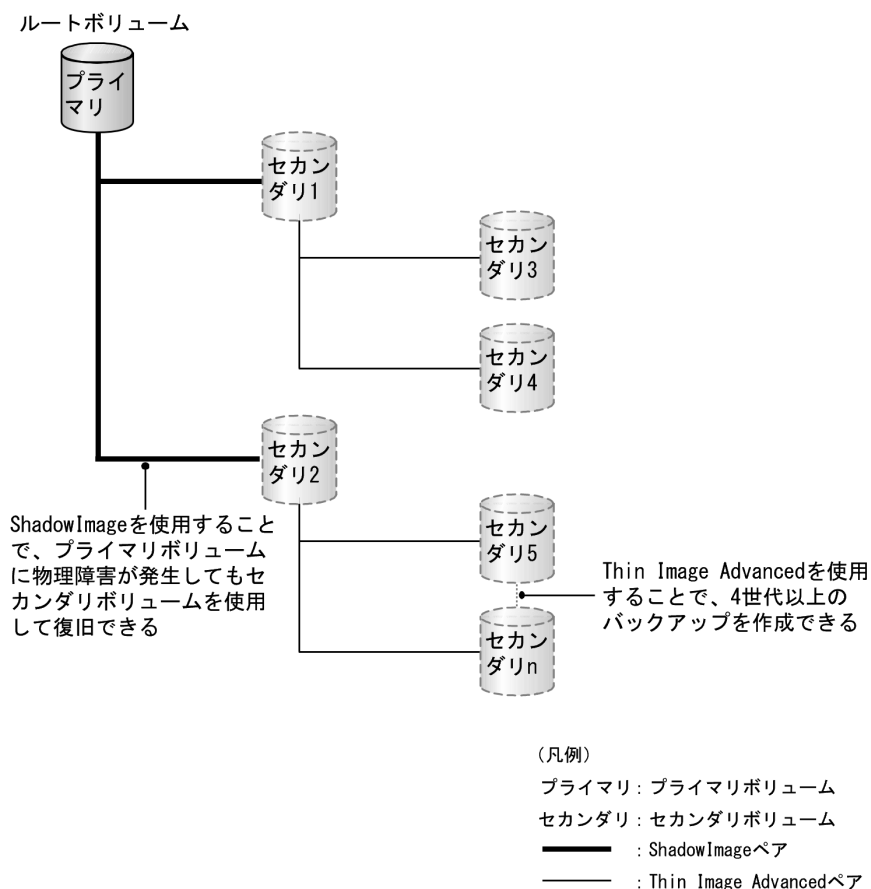 ルートボリューム
プライ
マリ
セカン
ダリ1
セカン
ダリ3
セカン
ダリ4
セカン
ダリ2
ShadowImageを使用すること
で、プライマリボリューム
に物理障害が発生してもセ
カンダリボリュームを使用
して復旧できる
セカン
ダリ5
Thin Image Advancedを使用
することで、4世代以上の
バックアップを作成できる
セカン
ダリn
(凡例)
プライマリ:プライマリボリューム
セカンダリ:セカンダリボリューム
:ShadowImageペア
:Thin Image Advancedペア